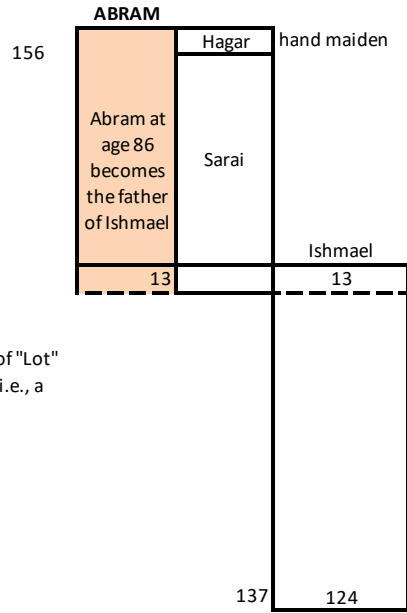 ABRAM
Hagar hand maiden
156
Abram at
age 86
becomes
the father
of Ishmael
Sarai
Ishmael
13 13
of "Lot"
i.e., a
137 124